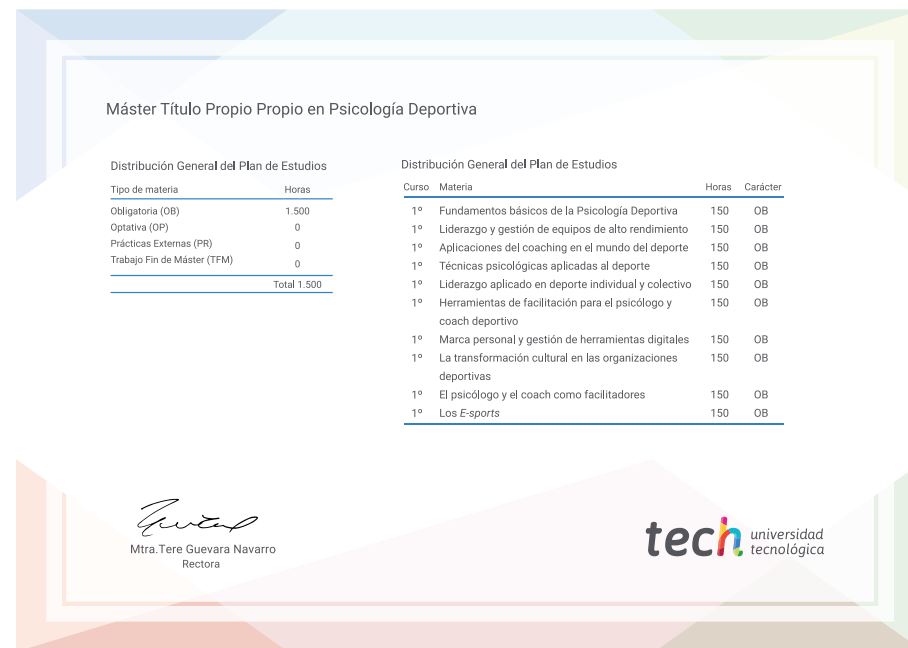 Máster Título Propio Propio en Psicología Deportiva
Distribución General del Plan de Estudios
Tipo de materia Horas
Obligatoria (OB) 1.500
Optativa (OP) 0
Prácticas Externas (PR) 0
Trabajo Fin de Máster (TFM) 0
Total 1.500
Distribución General del Plan de Estudios
Curso Materia Horas Carácter
1º Fundamentos básicos de la Psicología Deportiva 150 OB
1º Liderazgo y gestión de equipos de alto rendimiento 150 OB
1º Aplicaciones del coaching en el mundo del deporte 150 OB
1º Técnicas psicológicas aplicadas al deporte 150 OB
1º Liderazgo aplicado en deporte individual y colectivo 150 OB
1º Herramientas de facilitación para el psicólogo y 150 OB
coach deportivo
1º Marca personal y gestión de herramientas digitales 150 OB
1º La transformación cultural en las organizaciones 150 OB
deportivas
1º El psicólogo y el coach como facilitadores 150 OB
1º Los E-sports 150 OB
Mtra.Tere Guevara Navarro
Rectora
tech universidad
tecnológica